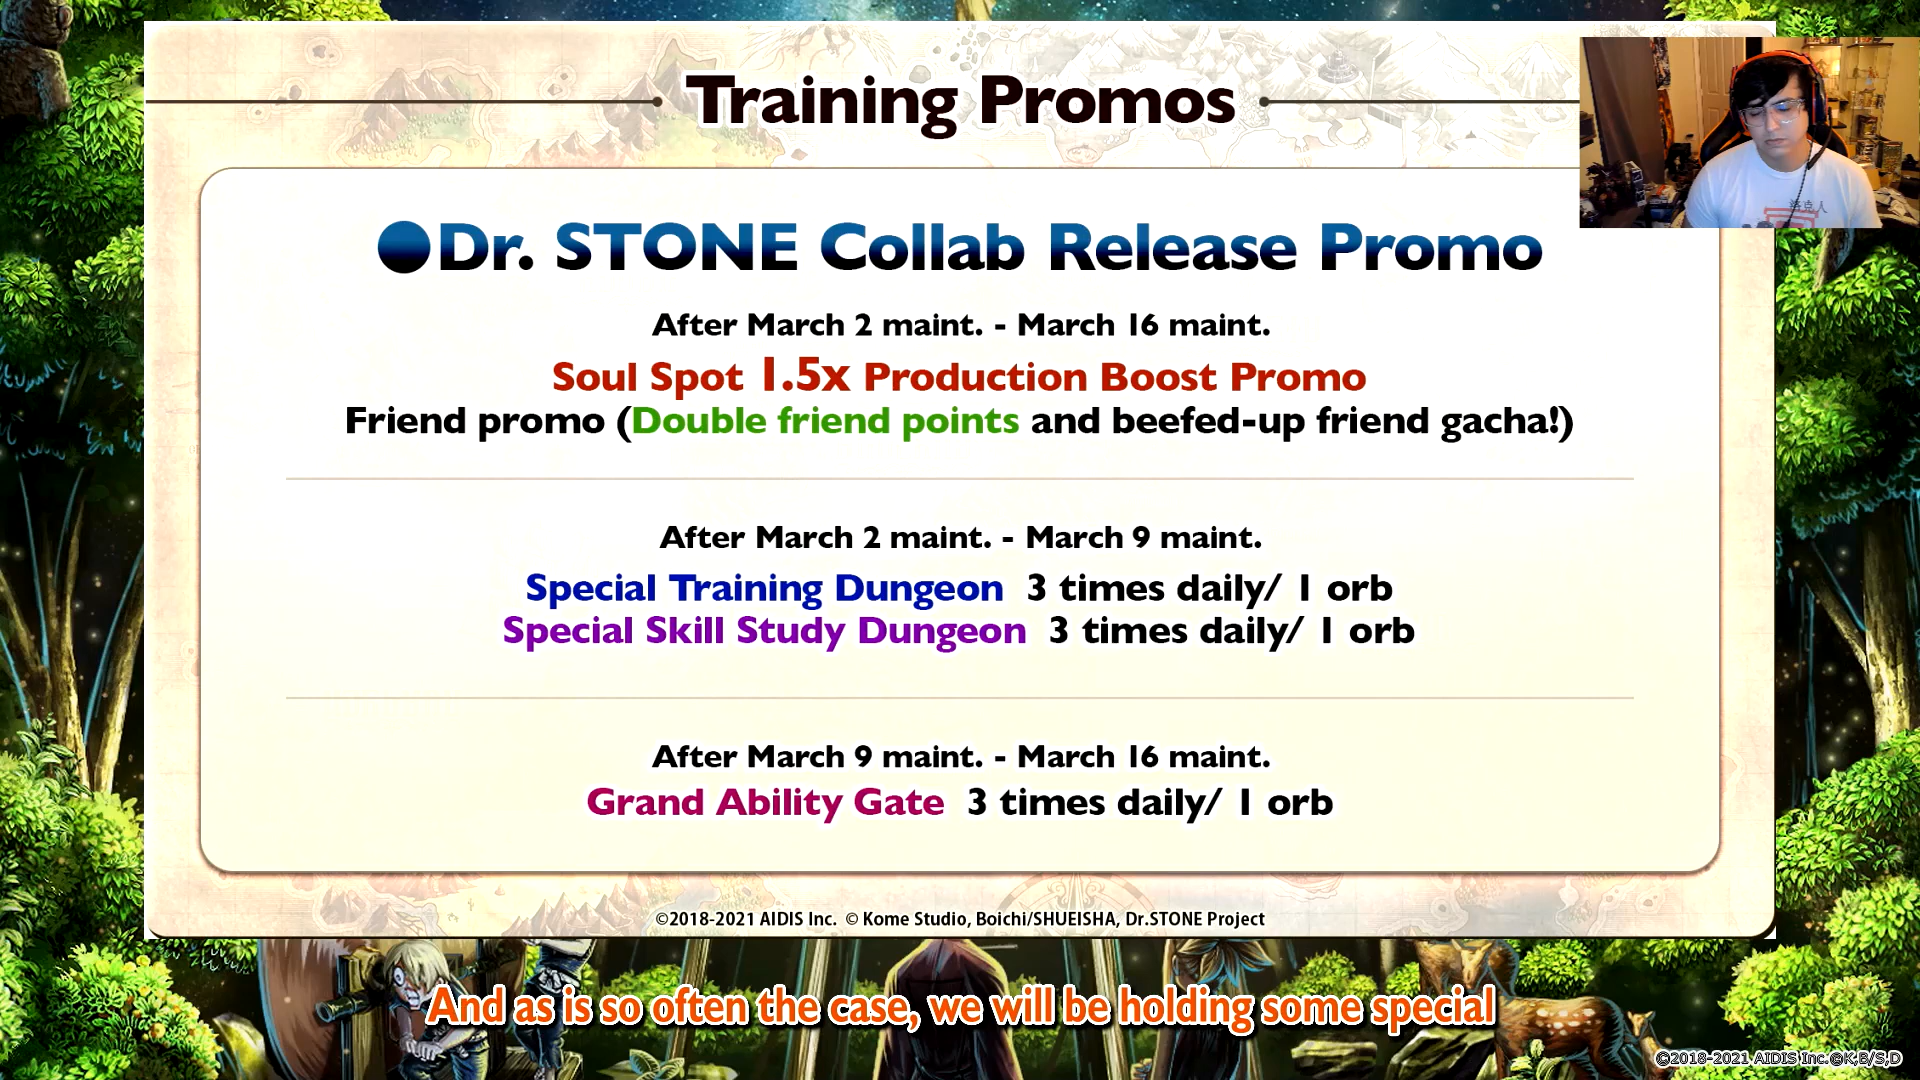 Training Promos
●Dr. STONE Collab Release Promo
After March 2 maint. - March 16 maint.
Soul Spot 1.5x Production Boost Promo
Friend promo (Double friend points and beefed-up friend gacha!)
After March 2 maint. - March 9 maint.
Special Training Dungeon 3 times daily/ 1 orb
Special Skill Study Dungeon 3 times daily/ 1 orb
After March 9 maint. - March 16 maint.
Grand Ability Gate 3 times daily/ 1 orb
©2018-2021 AIDIS Inc. © Kome Studio, Boichi/SHUEISHA, Dr.STONE Project
And as is so often the case, we will be holding some special
©2018-2021 AIDIS Inc.©K,B/S,D